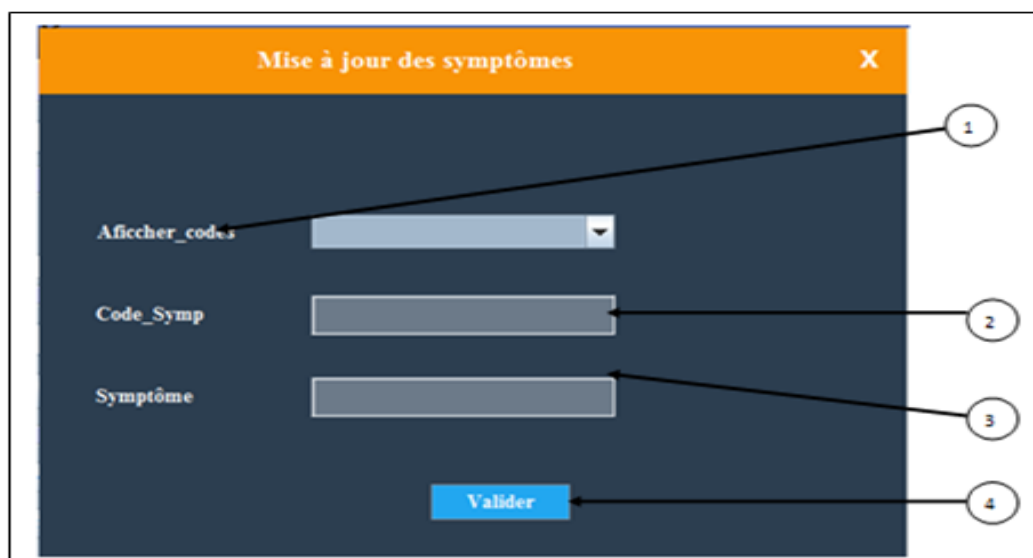 Mise à jour des symptômes X
1
Aficcher_codes
Code_Symp
2
Symptôme
3
Valider
4